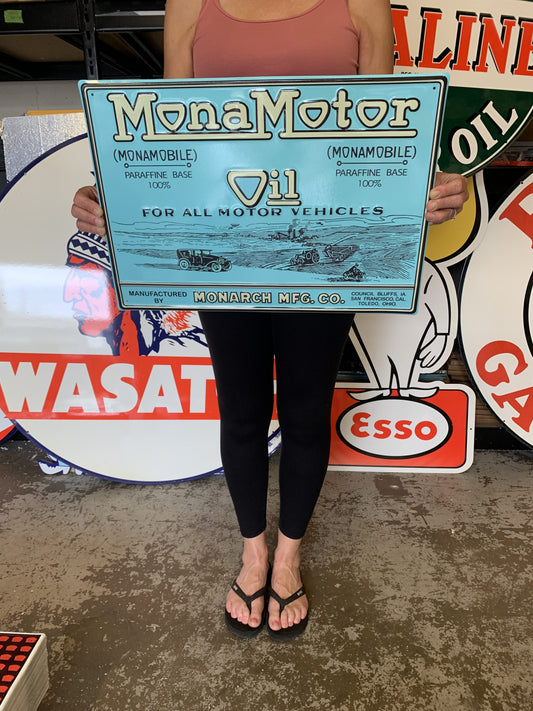 MonaMotor
(MONAMOBILE)
PARAFFINE BASE
100%
(MONAMOBILE)
PARAFFINE BASE
100%
Oil
FOR ALL MOTOR VEHICLES
MANUFACTURED
BY
MONARCH MFG. CO.
COUNCIL BLUFFS, IA.
SAN FRANCISCO, CAL.
TOLEDO, OHIO.
ALINE
OIL
WASAT
Esso
GA